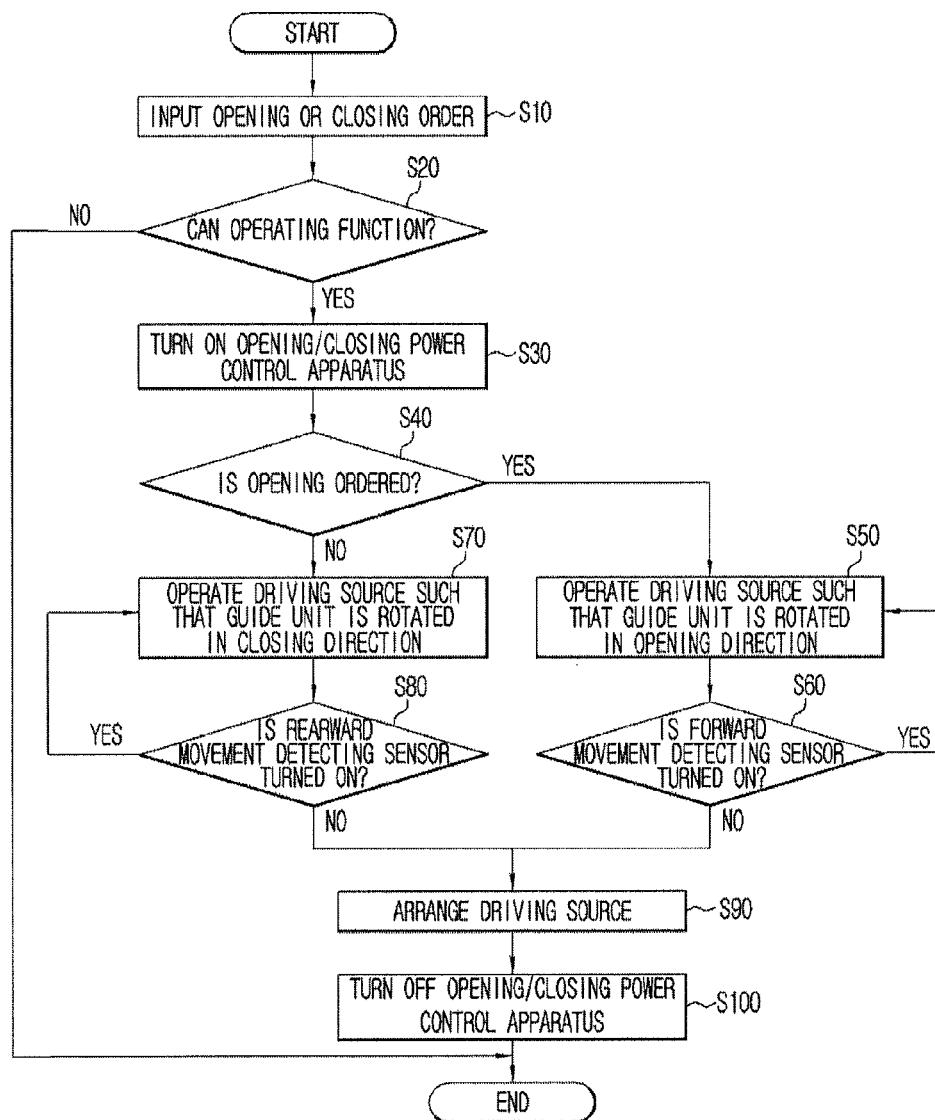 START
INPUT OPENING OR CLOSING ORDER
S10
S20
NO
CAN OPERATING FUNCTION?
YES
TURN ON OPENING/CLOSING POWER
CONTROL APPARATUS
S30
S40
IS OPENING ORDERED?
YES
NO
S70
OPERATE DRIVING SOURCE SUCH
THAT GUIDE UNIT IS ROTATED
IN CLOSING DIRECTION
S50
OPERATE DRIVING SOURCE SUCH
THAT GUIDE UNIT IS ROTATED
IN OPENING DIRECTION
S80
YES
IS REARWARD
MOVEMENT DETECTING SENSOR
TURNED ON?
NO
S60
IS FORWARD
MOVEMENT DETECTING SENSOR
TURNED ON?
YES
NO
ARRANGE DRIVING SOURCE
S90
TURN OFF OPENING/CLOSING POWER
CONTROL APPARATUS
S100
END